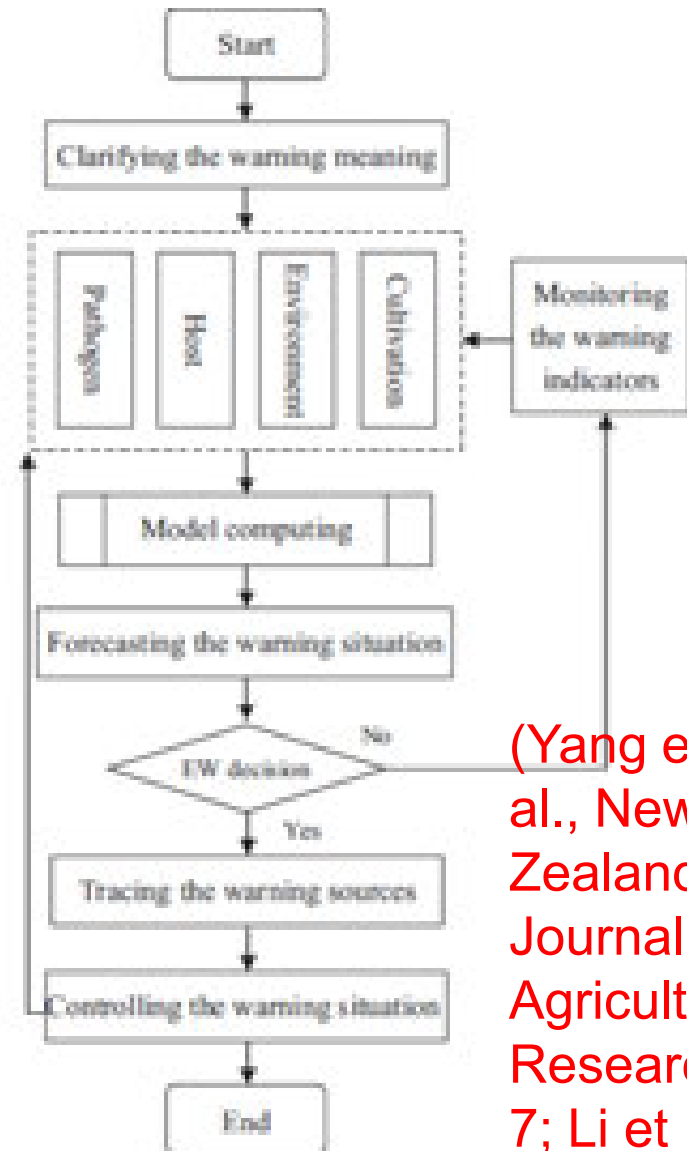 Start
Clarifying the warning meaning
Pathogen
Host
Environment
Cultivation
Monitoring
the warning
indicators
Model computing
Forecasting the warning situation
No
EW decision
Yes
Tracing the warning sources
Controlling the warning situation
End
(Yang e
al., New
Zealand
Journal
Agricult
Researc
7; Li et